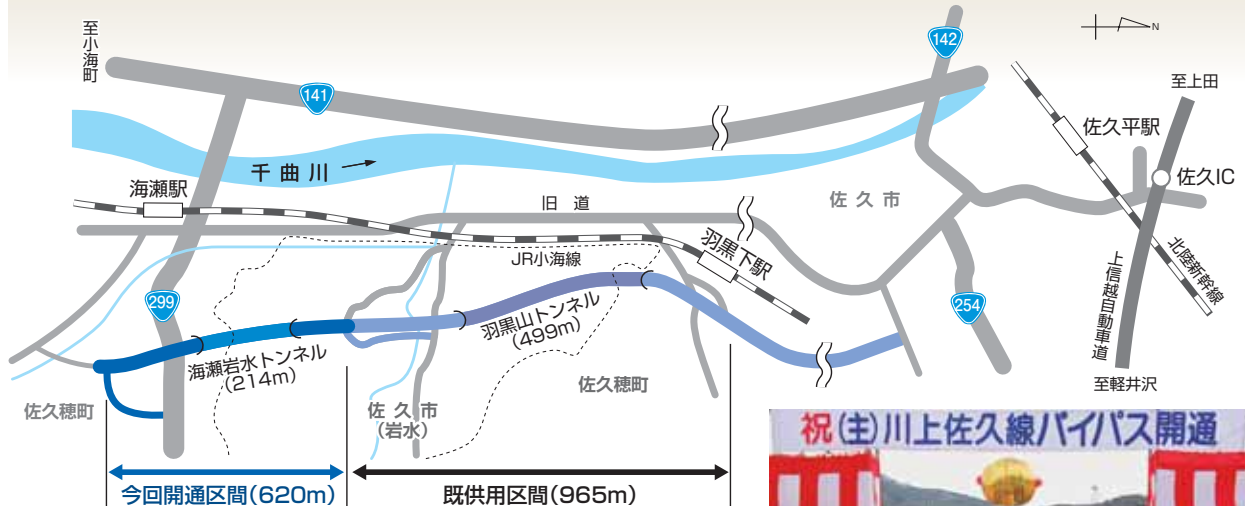 至小海町
141
142
N
至上田
佐久平駅
佐久IC
千曲川
海瀬駅
旧道
佐久市
JR小海線
羽黒下駅
北陸新幹線
上信越自動車道
299
254
羽黒山トンネル
(499m)
海瀬岩水トンネル
(214m)
至軽井沢
佐久穂町
佐久市
(岩水)
佐久穂町
祝(主)川上佐久線バイパス開通
今回開通区間(620m)
既供用区間(965m)